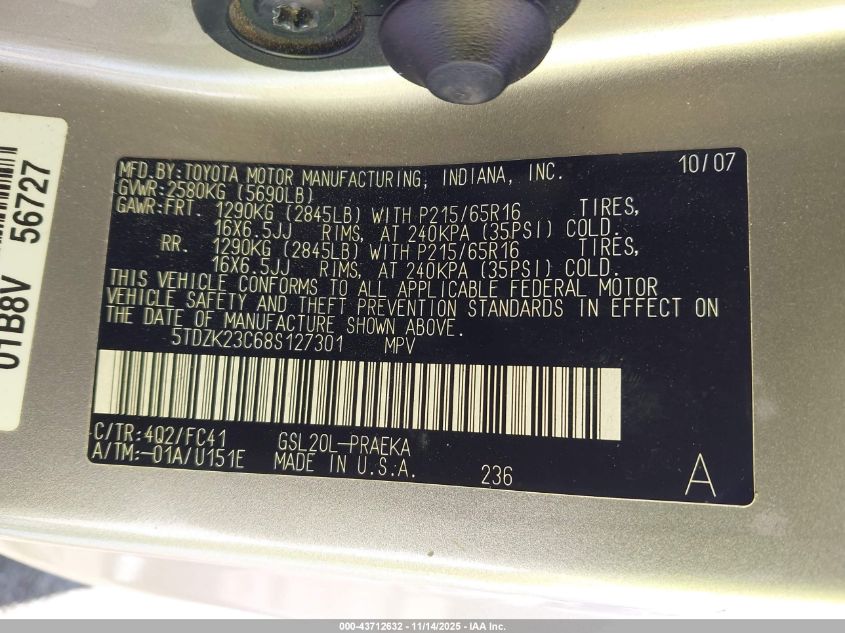 MFD.BY:TOYOTA MOTOR MANUFACTURING, INDIANA, INC. 10/07
GVWR:2580KG (5690LB)
GAWR:FRT. 1290KG (2845LB) WITH P215/65R16 TIRES,
16X6.5JJ RIMS, AT 240KPA (35PSI) COLD.
RR. 1290KG (2845LB) WITH P215/65R16 TIRES,
16X6.5JJ RIMS, AT 240KPA (35PSI) COLD.
THIS VEHICLE CONFORMS TO ALL APPLICABLE FEDERAL MOTOR
VEHICLE SAFETY AND THEFT PREVENTION STANDARDS IN EFFECT ON
THE DATE OF MANUFACTURE SHOWN ABOVE.
5TDZK23C68S127301 MPV
C/TR:4Q2/FC41 GSL20L-PRAEKA
A/TM:-01A/U151E MADE IN U.S.A. 236 A
01B8V 56727
000-43712632 - 11/14/2025 - IAA Inc.